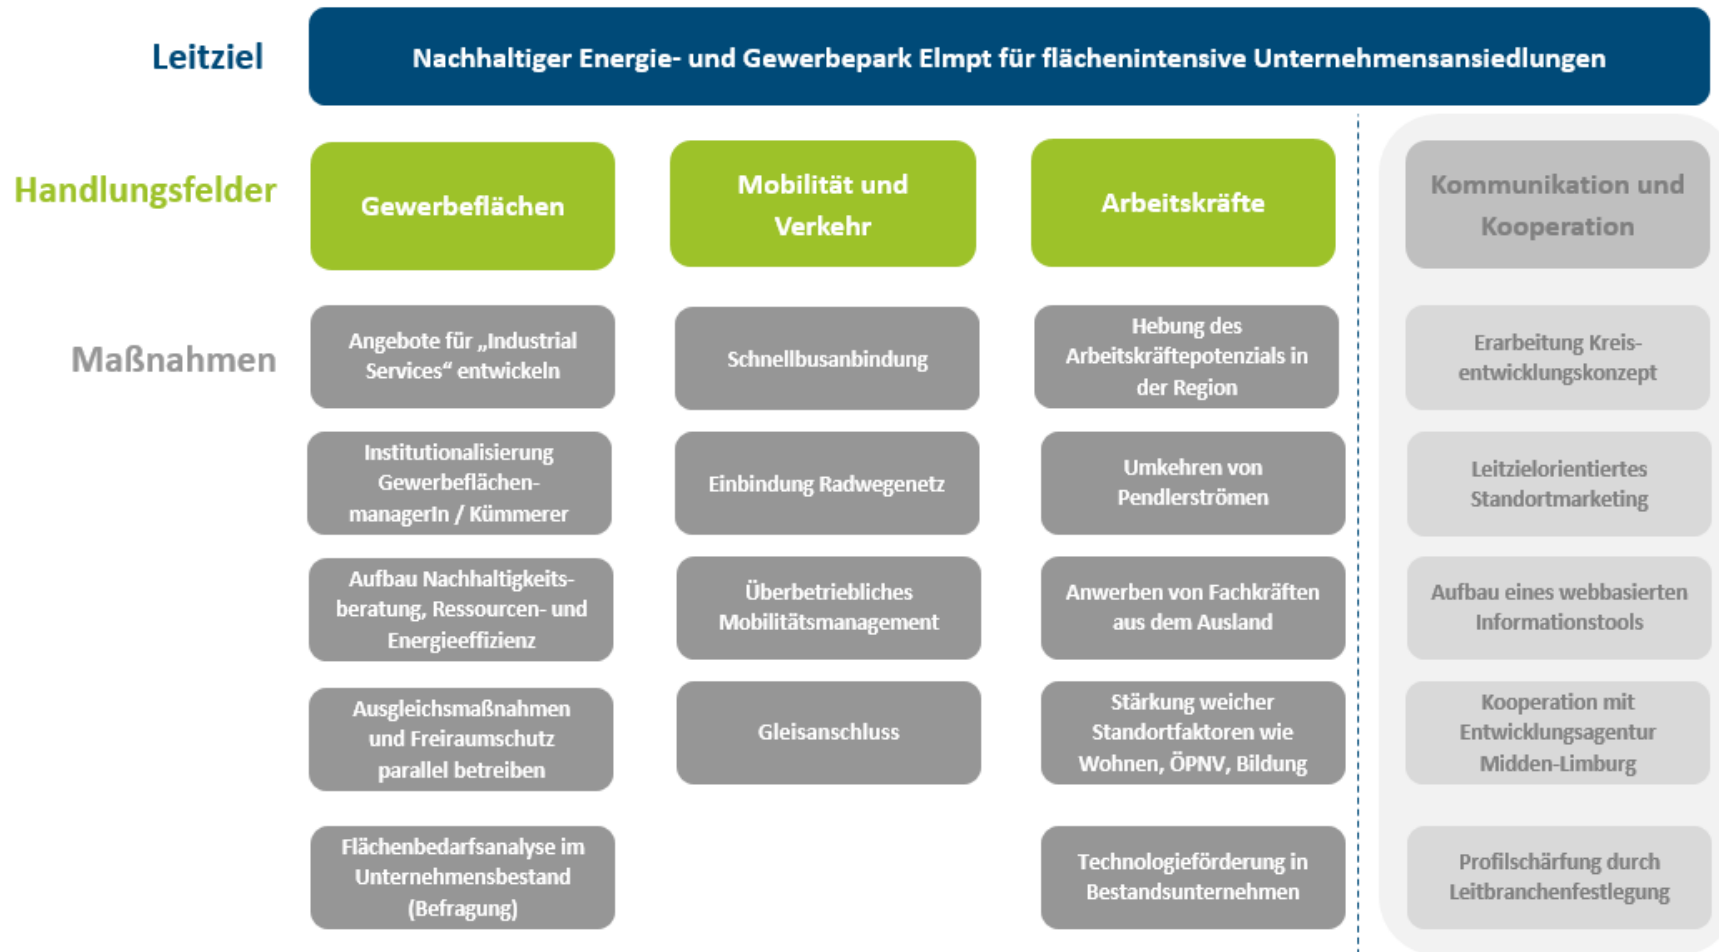 Leitziel
Nachhaltiger Energie- und Gewerbepark Elmpt für flächenintensive Unternehmensansiedlungen
Handlungsfelder
Gewerbeflächen
Mobilität und
Verkehr
Arbeitskräfte
Kommunikation und
Kooperation
Maßnahmen
Angebote für „Industrial
Services“ entwickeln
Schnellbusanbindung
Hebung des
Arbeitskräftepotenzials in
der Region
Erarbeitung Kreis-
entwicklungskonzept
Institutionalisierung
Gewerbeflächen-
managerIn / Kümmerer
Einbindung Radwegenetz
Umkehren von
Pendlerströmen
Leitzielorientiertes
Standortmarketing
Aufbau Nachhaltigkeits-
beratung, Ressourcen- und
Energieeffizienz
Überbetriebliches
Mobilitätsmanagement
Anwerben von Fachkräften
aus dem Ausland
Aufbau eines webbasierten
Informationstools
Ausgleichsmaßnahmen
und Freiraumschutz
parallel betreiben
Gleisanschluss
Stärkung weicher
Standortfaktoren wie
Wohnen, ÖPNV, Bildung
Kooperation mit
Entwicklungsagentur
Midden-Limburg
Flächenbedarfsanalyse im
Unternehmensbestand
(Befragung)
Technologieförderung in
Bestandsunternehmen
Profilschärfung durch
Leitbranchenfestlegung